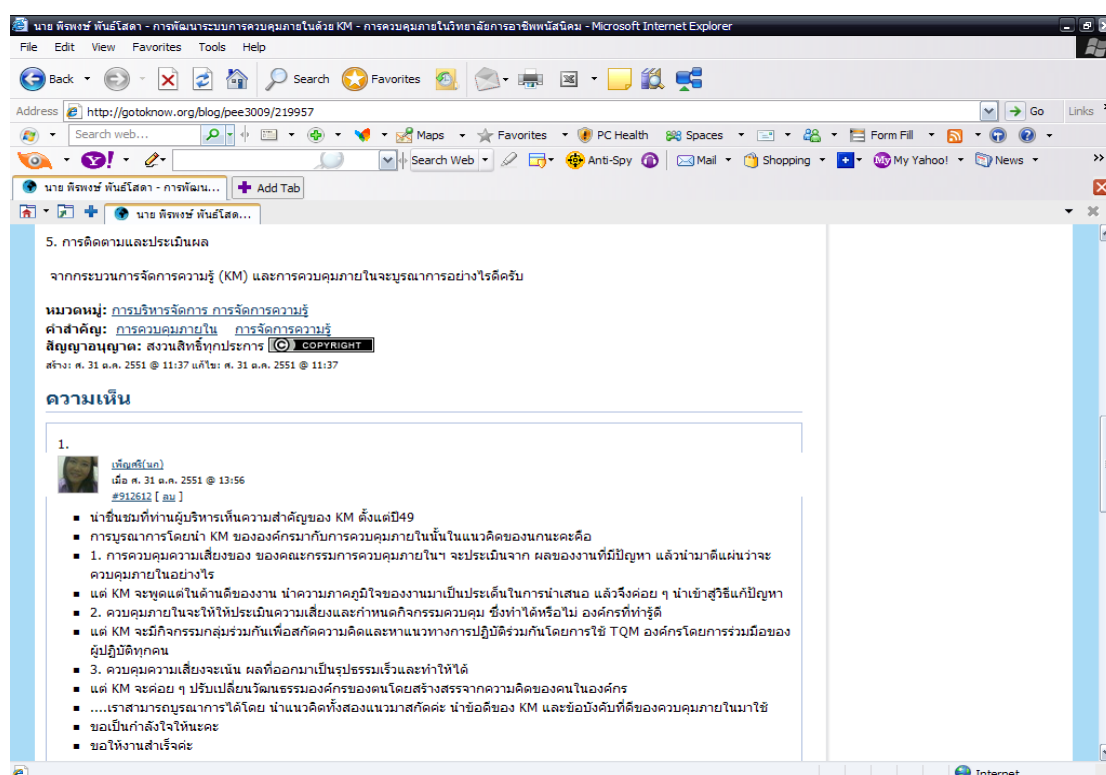 นาย พีรพงษ์ พันธ์โสดา - การพัฒนาระบบการควบคุมภายในด้วย KM - การควบคุมภายในวิทยาลัยการอาชีพพนัสนิคม - Microsoft Internet Explorer
File Edit View Favorites Tools Help
Back Search Favorites
Address http://gotoknow.org/blog/pee3009/219957 Go Links
Search web... Maps Favorites PC Health Spaces Form Fill
Y! Search Web Anti-Spy Mail Shopping My Yahoo! News
นาย พีรพงษ์ พันธ์โสดา - การพัฒน... Add Tab
นาย พีรพงษ์ พันธ์โสด...
5. การติดตามและประเมินผล
จากกระบวนการจัดการความรู้ (KM) และการควบคุมภายในจะบูรณาการอย่างไรดีครับ
หมวดหมู่: การบริหารจัดการ การจัดการความรู้
คำสำคัญ: การควบคุมภายใน การจัดการความรู้
สัญญาอนุญาต: สงวนสิทธิ์ทุกประการ © COPYRIGHT
สร้าง: ศ. 31 ต.ค. 2551 @ 11:37 แก้ไข: ศ. 31 ต.ค. 2551 @ 11:37
ความเห็น
1.
เพ็ญศรี(นก)
เมื่อ ศ. 31 ต.ค. 2551 @ 13:56
#912612 [ ลบ ]
น่าชื่นชมที่ท่านผู้บริหารเห็นความสำคัญของ KM ตั้งแต่ปี49
การบูรณาการโดยนำ KM ขององค์กรมากับการควบคุมภายในนั้นในแนวคิดของนกนะคะคือ
1. การควบคุมความเสี่ยงของ ของคณะกรรมการควบคุมภายในฯ จะประเมินจาก ผลของงานที่มีปัญหา แล้วนำมาตีแผ่นว่าจะ
ควบคุมภายในอย่างไร
แต่ KM จะพูดแต่ในด้านดีของงาน นำความภาคภูมิใจของงานมาเป็นประเด็นในการนำเสนอ แล้วจึงค่อย ๆ นำเข้าสู่วิธีแก้ปัญหา
2. ควบคุมภายในจะให้ให้ประเมินความเสี่ยงและกำหนดกิจกรรมควบคุม ซึ่งทำได้หรือไม่ องค์กรที่ทำรู้ดี
แต่ KM จะมีกิจกรรมกลุ่มร่วมกันเพื่อสกัดความคิดและหาแนวทางการปฏิบัติร่วมกันโดยการใช้ TQM องค์กรโดยการร่วมมือของ
ผู้ปฏิบัติทุกคน
3. ควบคุมความเสี่ยงจะเน้น ผลที่ออกมาเป็นรูปธรรมเร็วและทำให้ได้
แต่ KM จะค่อย ๆ ปรับเปลี่ยนวัฒนธรรมองค์กรของตนโดยสร้างสรรจากความคิดของคนในองค์กร
....เราสามารถบูรณาการได้โดย นำแนวคิดทั้งสองแนวมาสกัดค่ะ นำข้อดีของ KM และข้อบังคับที่ดีของควบคุมภายในมาใช้
ขอเป็นกำลังใจให้นะคะ
ขอให้งานสำเร็จค่ะ
Internet